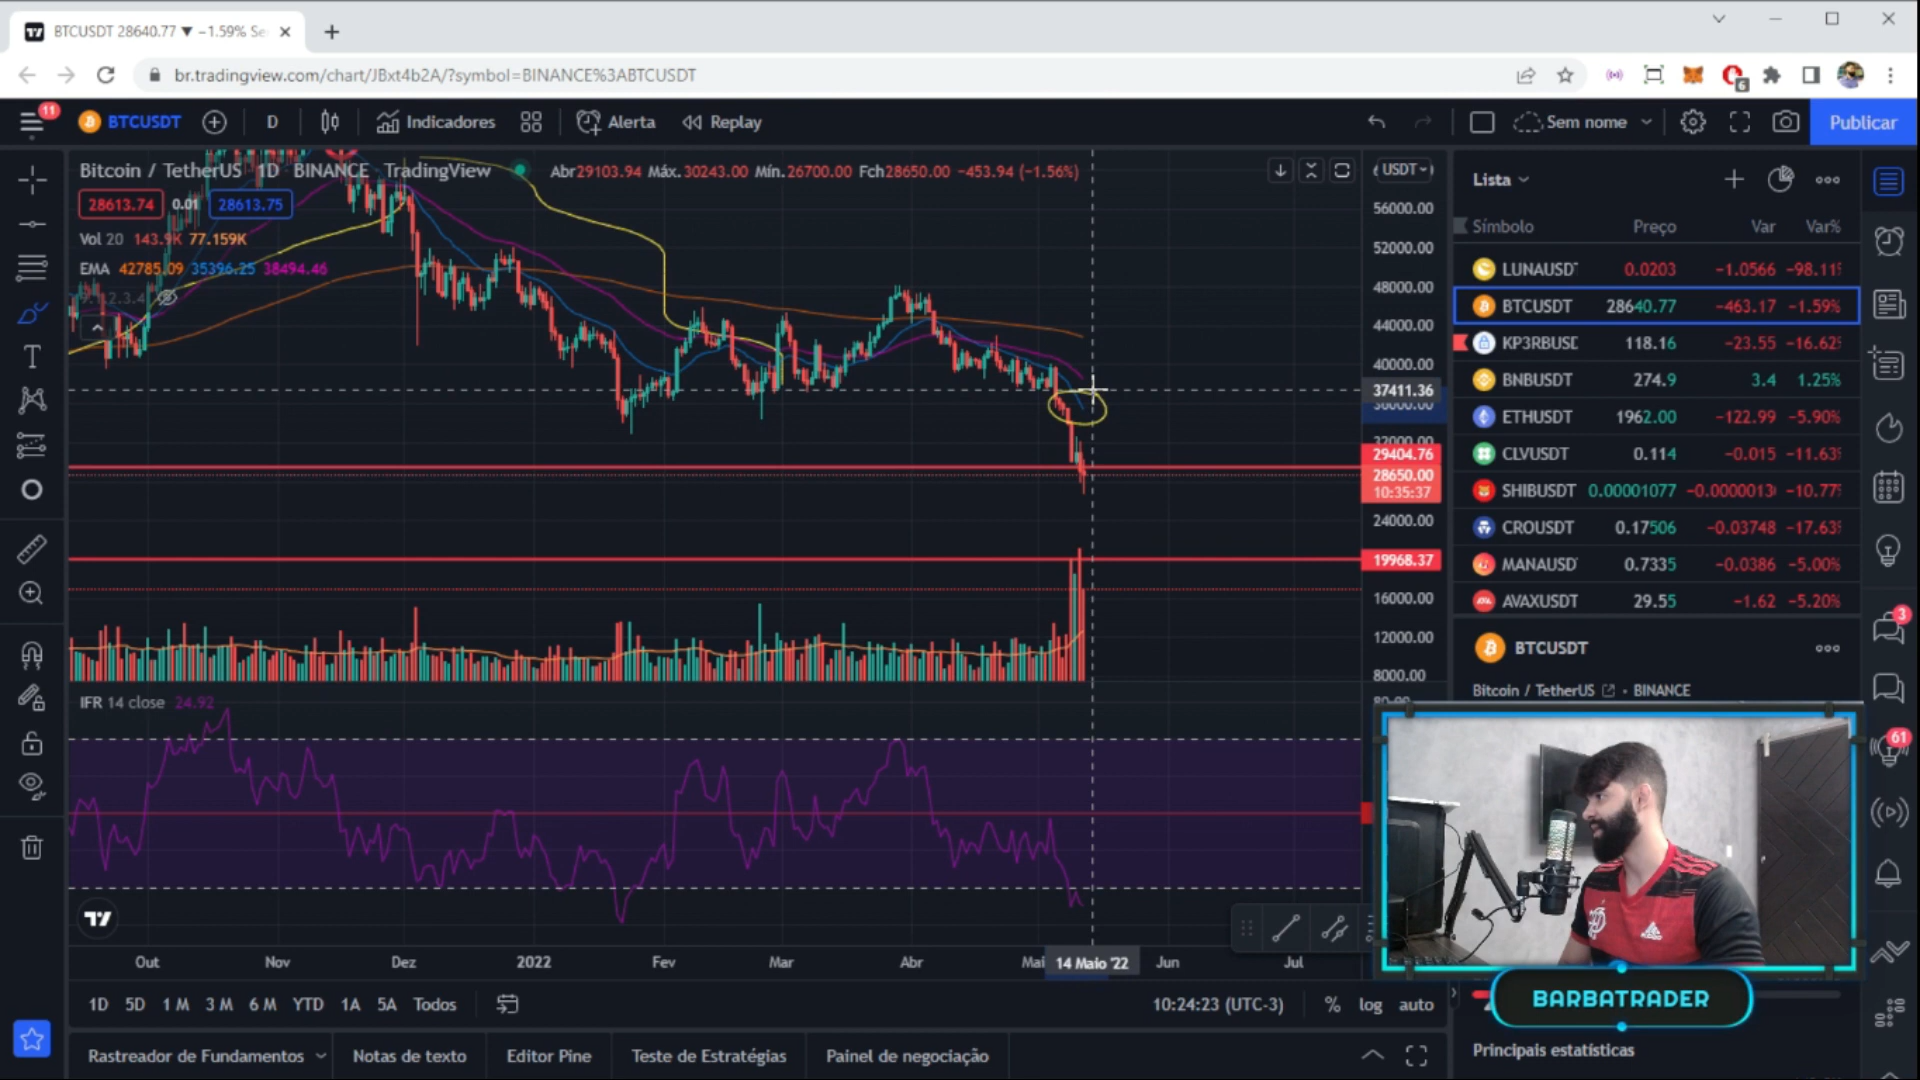 BTCUSDT 28640.77 ▼ −1.59% Se
br.tradingview.com/chart/JBxt4b2A/?symbol=BINANCE%3ABTCUSDT
6
11
BTCUSDT
D
Indicadores
Alerta
Replay
Sem nome
Publicar
Bitcoin / TetherUS 1D BINANCE TradingView
Abr29103.94 Máx.30243.00 Mín.26700.00 Fch28650.00 −453.94 (−1.56%)
28613.74 0.01 28613.75
Vol 20 143.9K 77.159K
EMA 42785.09 35396.25 38494.46
USDT
56000.00
52000.00
48000.00
44000.00
40000.00
37411.36
36000.00
32000.00
29404.76
28650.00
10:35:37
24000.00
19968.37
16000.00
12000.00
8000.00
80.00
IFR 14 close 24.92
Out Nov Dez 2022 Fev Mar Abr Mai 14 Maio '22 Jun Jul
1D 5D 1M 3M 6M YTD 1A 5A Todos
10:24:23 (UTC-3) % log auto
Rastreador de Fundamentos Notas de texto Editor Pine Teste de Estratégias Painel de negociação
Lista
Símbolo Preço Var Var%
LUNAUSDT 0.0203 −1.0566 −98.11
BTCUSDT 28640.77 −463.17 −1.59%
KP3RBUSD 118.16 −23.55 −16.62
BNBUSDT 274.9 3.4 1.25%
ETHUSDT 1962.00 −122.99 −5.90%
CLVUSDT 0.114 −0.015 −11.63
SHIBUSDT 0.00001077 −0.0000013 −10.77
CROUSDT 0.17506 −0.03748 −17.63
MANAUSD 0.7335 −0.0386 −5.00%
AVAXUSDT 29.55 −1.62 −5.20%
BTCUSDT
Bitcoin / TetherUS • BINANCE
3
61
adidas
BARBATRADER
Principais estatísticas